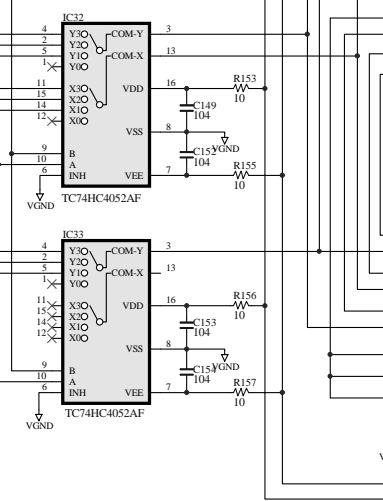 IC32
4 Y3 COM-Y 3
2 Y2
5 Y1 COM-X 13
1 Y0
11 X3 VDD 16 R153
15 X2 10
14 X1 C149
12 X0 104
VSS 8
C152 VGND
104
9 B
10 A R155
6 INH VEE 7 10
VGND
TC74HC4052AF
IC33
4 Y3 COM-Y 3
2 Y2
5 Y1 COM-X 13
1 Y0
11 X3 VDD 16 R156
15 X2 10
14 X1 C153
12 X0 104
VSS 8
C154 VGND
104
9 B
10 A R157
6 INH VEE 7 10
VGND
TC74HC4052AF